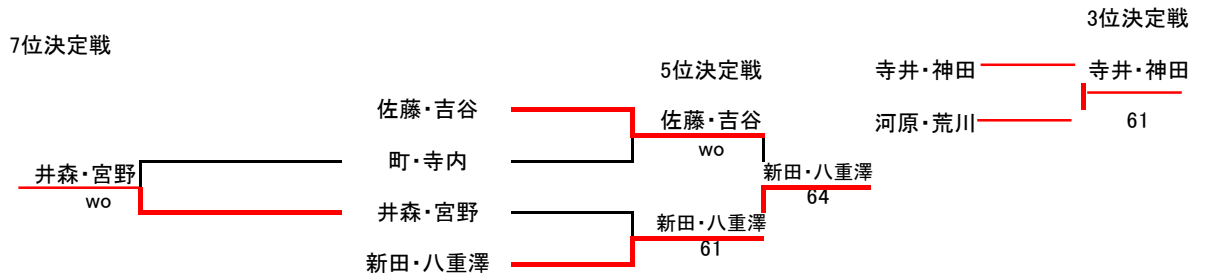 3位決定戦
7位決定戦
5位決定戦
寺井・神田
寺井・神田
佐藤・吉谷
佐藤・吉谷
河原・荒川
61
wo
町・寺内
井森・宮野
新田・八重澤
wo
64
井森・宮野
新田・八重澤
61
新田・八重澤